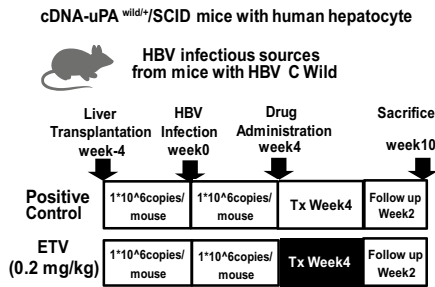 cDNA-uPA wild/+/SCID mice with human hepatocyte
HBV infectious sources
from mice with HBV C Wild
Liver
Transplantation
week-4
HBV
Infection
week0
Drug
Administration
week4
Sacrifice
week10
Positive
Control
1*10^6copies/
mouse
1*10^6copies/
mouse
Tx Week4
Follow up
Week2
ETV
(0.2 mg/kg)
1*10^6copies/
mouse
1*10^6copies/
mouse
Tx Week4
Follow up
Week2